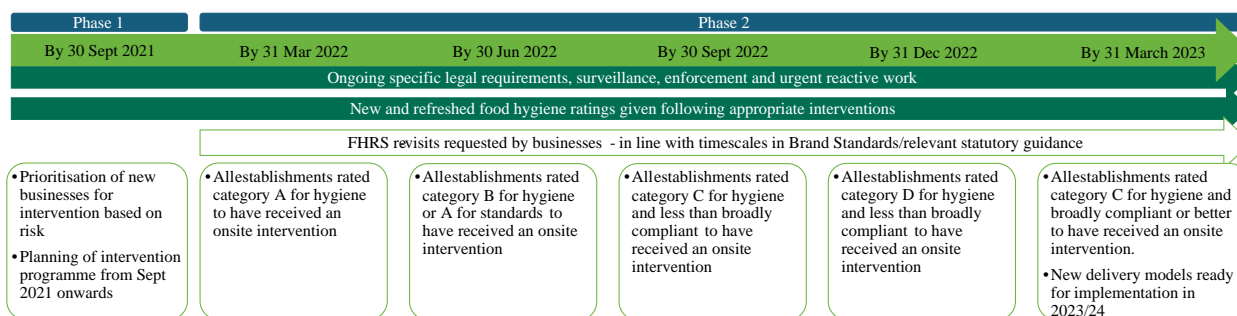 Phase 1
Phase 2
By 30 Sept 2021
By 31 Mar 2022
By 30 Jun 2022
By 30 Sept 2022
By 31 Dec 2022
By 31 March 2023
Ongoing specific legal requirements, surveillance, enforcement and urgent reactive work
New and refreshed food hygiene ratings given following appropriate interventions
FHRS revisits requested by businesses - in line with timescales in Brand Standards/relevant statutory guidance
•Prioritisation of new
businesses for
intervention based on
risk
•Planning of intervention
programme from Sept
2021 onwards
•Allestablishments rated
category A for hygiene
to have received an
onsite intervention
•Allestablishments rated
category B for hygiene
or A for standards to
have received an onsite
intervention
•Allestablishments rated
category C for hygiene
and less than broadly
compliant to have
received an onsite
intervention
•Allestablishments rated
category D for hygiene
and less than broadly
compliant to have
received an onsite
intervention
•Allestablishments rated
category C for hygiene and
broadly compliant or better
to have received an onsite
intervention.
•New delivery models ready
for implementation in
2023/24